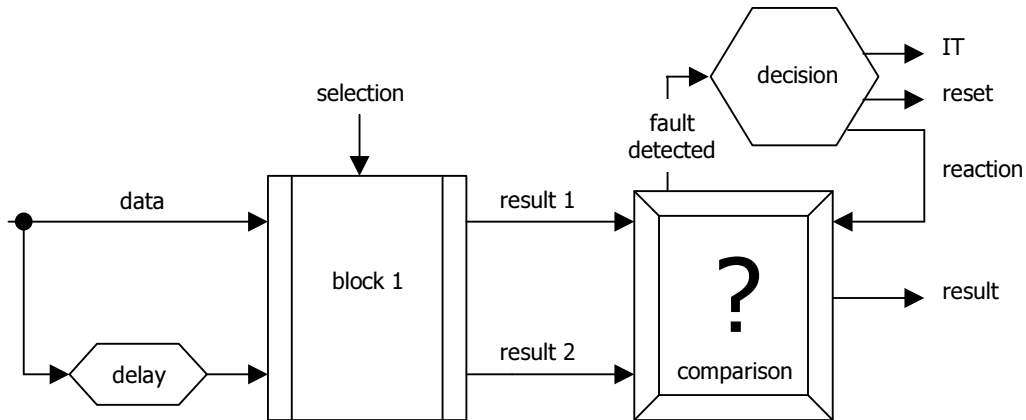 IT
decision
reset
selection
fault
detected
reaction
data
result 1
block 1
?
result
result 2
delay
comparison